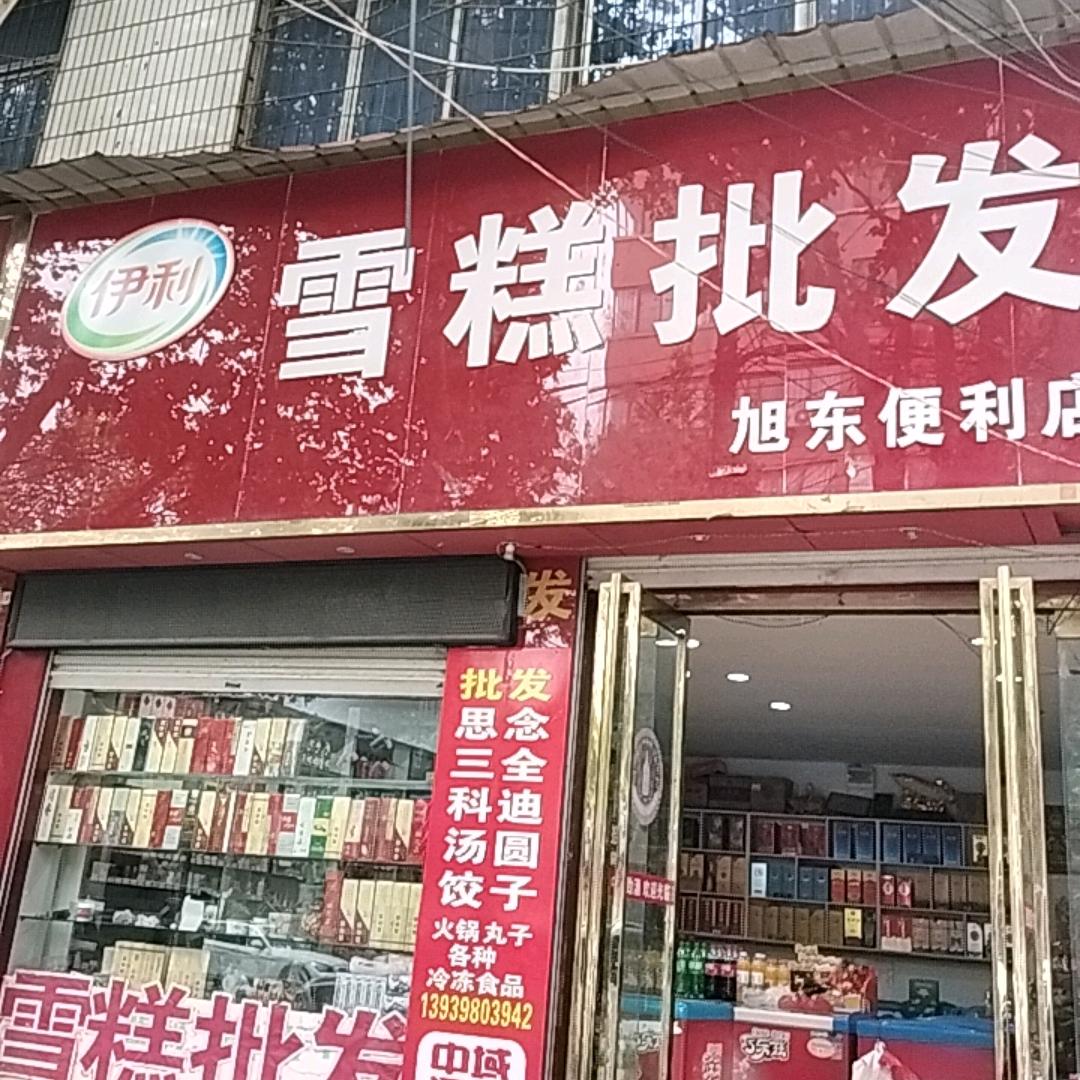 伊利
雪糕批发
旭东便利店
发
批发
思念
三全
科迪
汤圆
饺子
火锅丸子
各种
冷冻食品
13939803942
中域
雪糕批发